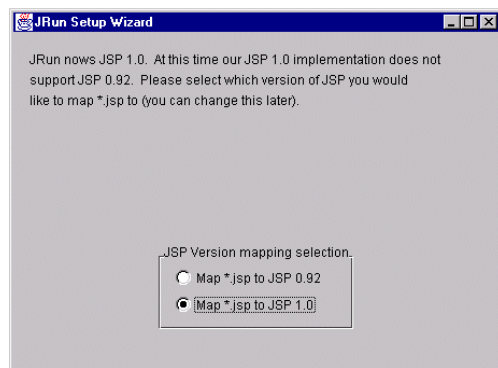 JRun Setup Wizard
JRun nows JSP 1.0. At this time our JSP 1.0 implementation does not
support JSP 0.92. Please select which version of JSP you would
like to map *.jsp to (you can change this later).
JSP Version mapping selection
Map *.jsp to JSP 0.92
Map *.jsp to JSP 1.0